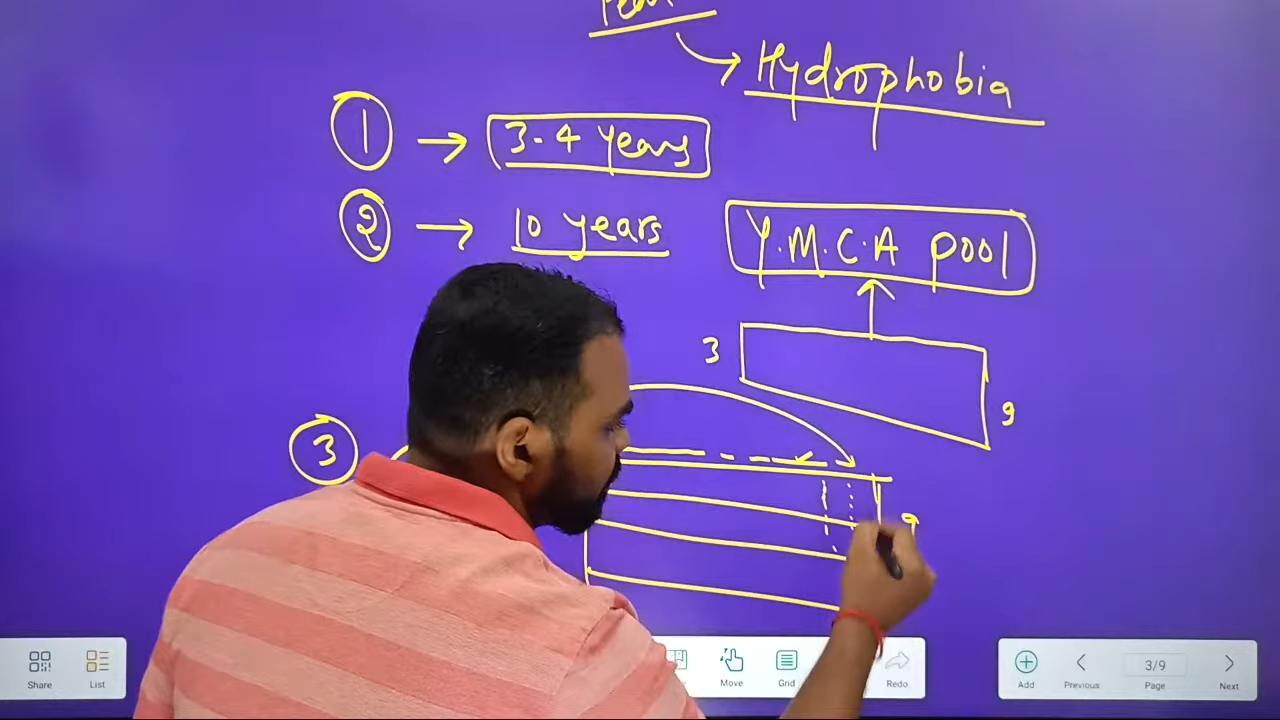 Hydrophobia
1 → 3-4 years
2 → 10 years
Y.M.C.A pool
3
9
3
9
Share
List
Move
Grid
Redo
Add
Previous
3/9
Page
Next